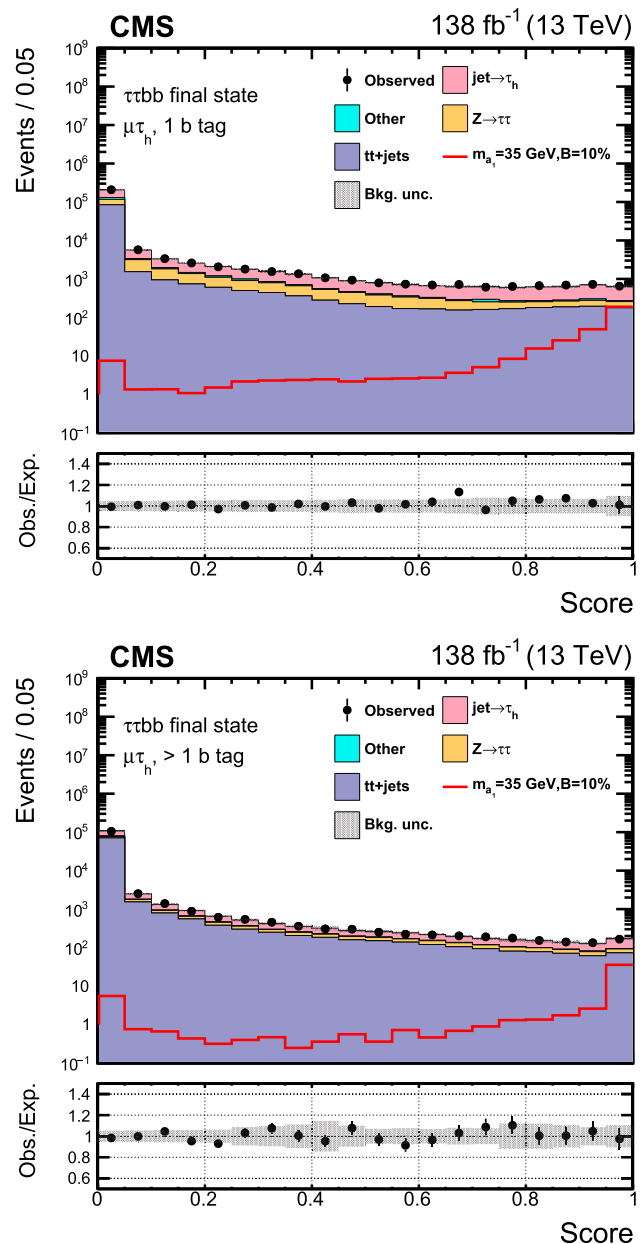 CMS 138 fb⁻¹ (13 TeV)
Events / 0.05
10⁹
10⁸
10⁷
10⁶
10⁵
10⁴
10³
10²
10
1
10⁻¹
ττbb final state
μτₕ, 1 b tag
Observed
jet→τₕ
Other
Z→ττ
tt+jets
mₐ₁=35 GeV,B=10%
Bkg. unc.
Obs./Exp.
1.4
1.2
1.0
0.8
0.6
0 0.2 0.4 0.6 0.8 1
Score
CMS 138 fb⁻¹ (13 TeV)
Events / 0.05
10⁹
10⁸
10⁷
10⁶
10⁵
10⁴
10³
10²
10
1
10⁻¹
ττbb final state
μτₕ, > 1 b tag
Observed
jet→τₕ
Other
Z→ττ
tt+jets
mₐ₁=35 GeV,B=10%
Bkg. unc.
Obs./Exp.
1.4
1.2
1
0.8
0.6
0 0.2 0.4 0.6 0.8 1
Score